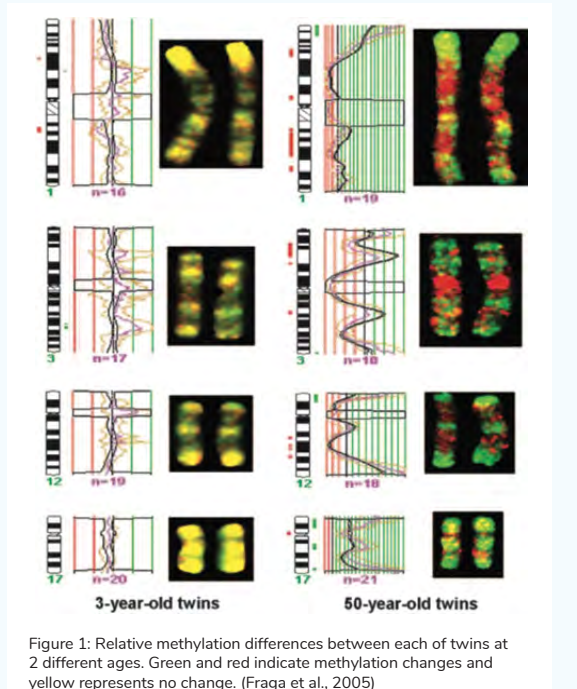 1
n=16
1
n=19
3
n=17
3
n=18
12
n=19
12
n=18
17
n=20
17
n=21
3-year-old twins
50-year-old twins
Figure 1: Relative methylation differences between each of twins at
2 different ages. Green and red indicate methylation changes and
yellow represents no change. (Fraga et al., 2005)